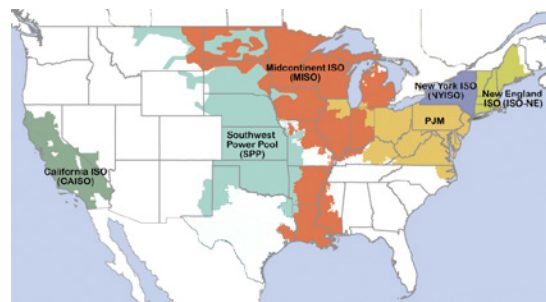 Midcontinent ISO
(MISO)
New York ISO
(NYISO)
New England
ISO (ISO-NE)
PJM
Southwest
Power Pool
(SPP)
California ISO
(CAISO)